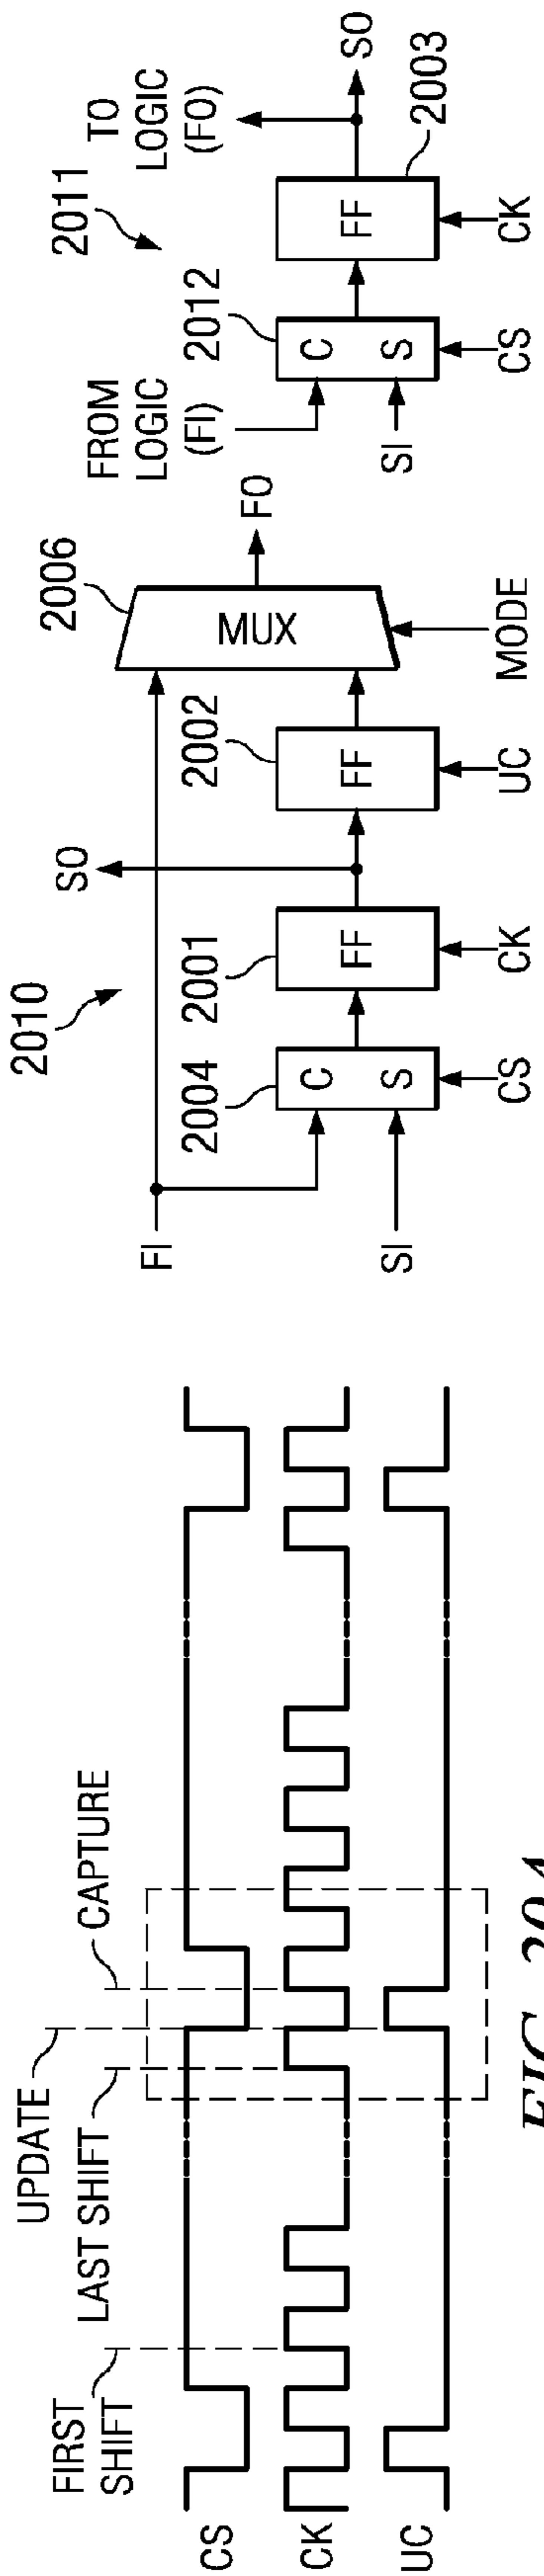 FIRST
SHIFT
LAST SHIFT
UPDATE
CAPTURE
CS
CK
UC
FIG. 20A
2010
FI
SI
2004
C
S
CS
2001
FF
CK
SO
2002
FF
UC
2006
MUX
MODE
FO
2011
FROM
LOGIC
(FI)
SI
2012
C
S
CS
FF
CK
2003
TO
LOGIC
(FO)
SO